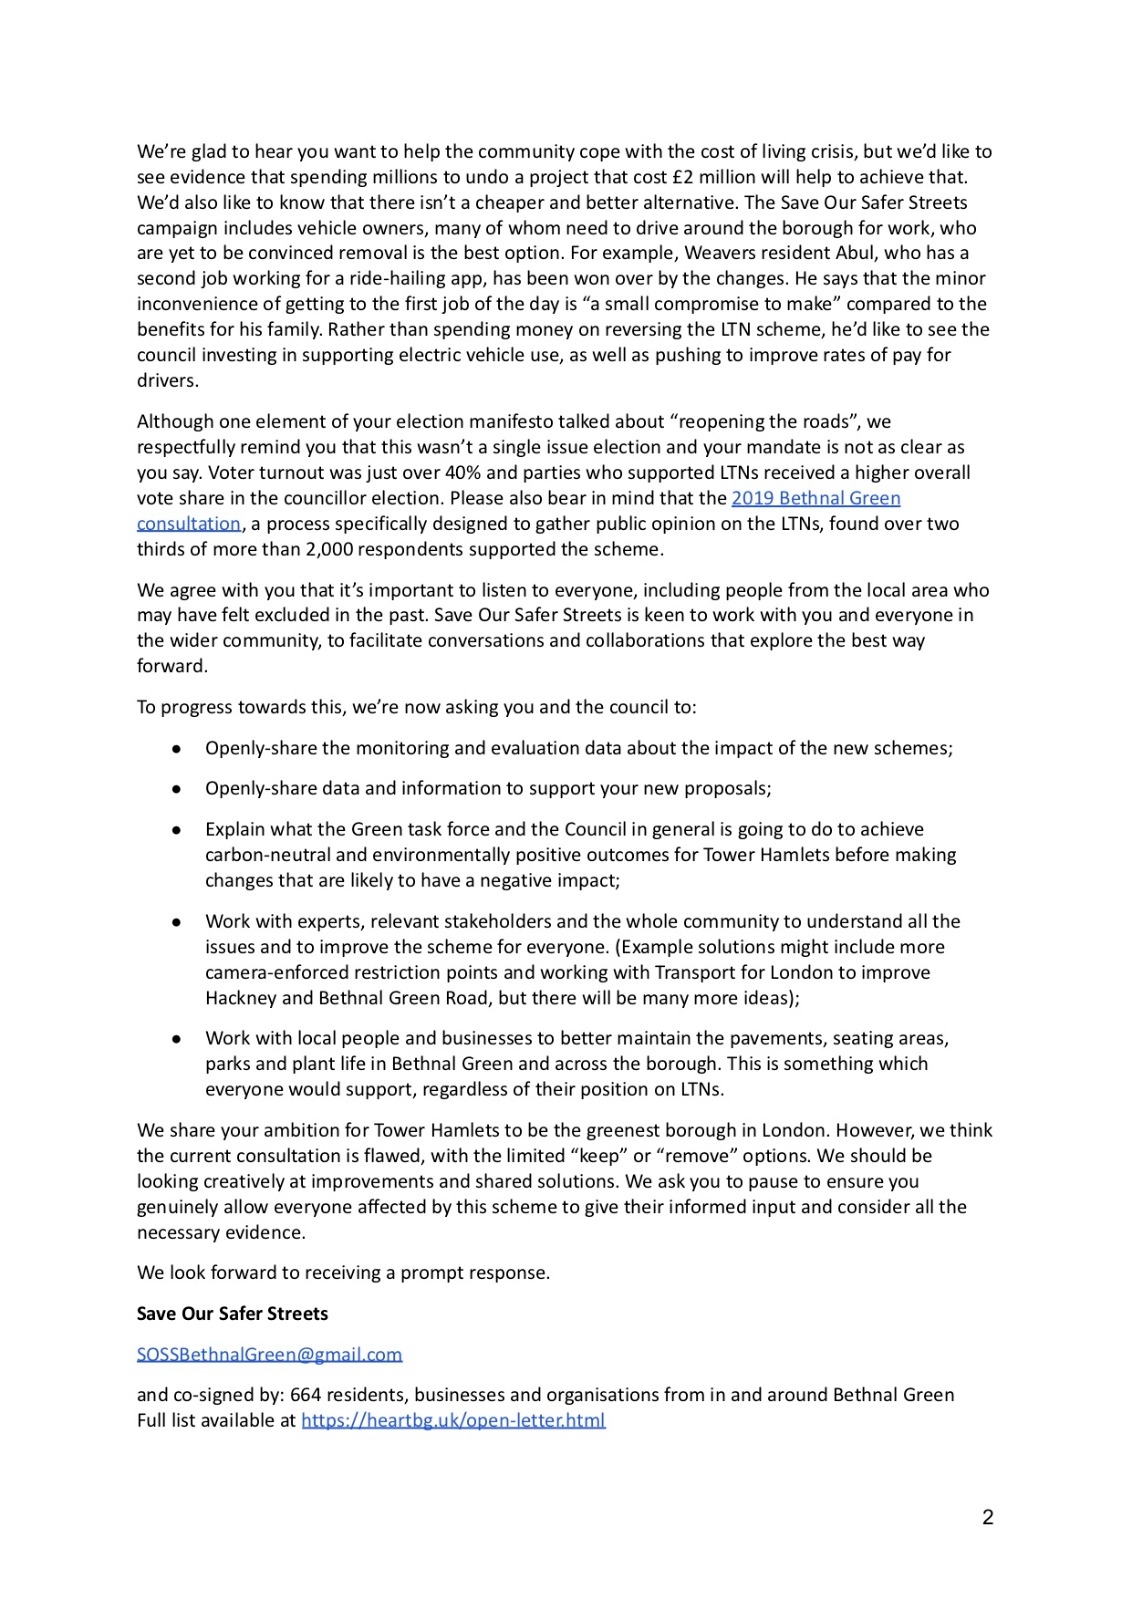 We’re glad to hear you want to help the community cope with the cost of living crisis, but we’d like to
see evidence that spending millions to undo a project that cost £2 million will help to achieve that.
We’d also like to know that there isn’t a cheaper and better alternative. The Save Our Safer Streets
campaign includes vehicle owners, many of whom need to drive around the borough for work, who
are yet to be convinced removal is the best option. For example, Weavers resident Abul, who has a
second job working for a ride-hailing app, has been won over by the changes. He says that the minor
inconvenience of getting to the first job of the day is “a small compromise to make” compared to the
benefits for his family. Rather than spending money on reversing the LTN scheme, he’d like to see the
council investing in supporting electric vehicle use, as well as pushing to improve rates of pay for
drivers.
Although one element of your election manifesto talked about “reopening the roads”, we
respectfully remind you that this wasn’t a single issue election and your mandate is not as clear as
you say. Voter turnout was just over 40% and parties who supported LTNs received a higher overall
vote share in the councillor election. Please also bear in mind that the 2019 Bethnal Green
consultation, a process specifically designed to gather public opinion on the LTNs, found over two
thirds of more than 2,000 respondents supported the scheme.
We agree with you that it’s important to listen to everyone, including people from the local area who
may have felt excluded in the past. Save Our Safer Streets is keen to work with you and everyone in
the wider community, to facilitate conversations and collaborations that explore the best way
forward.
To progress towards this, we’re now asking you and the council to:
● Openly-share the monitoring and evaluation data about the impact of the new schemes;
● Openly-share data and information to support your new proposals;
● Explain what the Green task force and the Council in general is going to do to achieve
carbon-neutral and environmentally positive outcomes for Tower Hamlets before making
changes that are likely to have a negative impact;
● Work with experts, relevant stakeholders and the whole community to understand all the
issues and to improve the scheme for everyone. (Example solutions might include more
camera-enforced restriction points and working with Transport for London to improve
Hackney and Bethnal Green Road, but there will be many more ideas);
● Work with local people and businesses to better maintain the pavements, seating areas,
parks and plant life in Bethnal Green and across the borough. This is something which
everyone would support, regardless of their position on LTNs.
We share your ambition for Tower Hamlets to be the greenest borough in London. However, we think
the current consultation is flawed, with the limited “keep” or “remove” options. We should be
looking creatively at improvements and shared solutions. We ask you to pause to ensure you
genuinely allow everyone affected by this scheme to give their informed input and consider all the
necessary evidence.
We look forward to receiving a prompt response.
Save Our Safer Streets
SOSSBethnalGreen@gmail.com
and co-signed by: 664 residents, businesses and organisations from in and around Bethnal Green
Full list available at https://heartbg.uk/open-letter.html
2